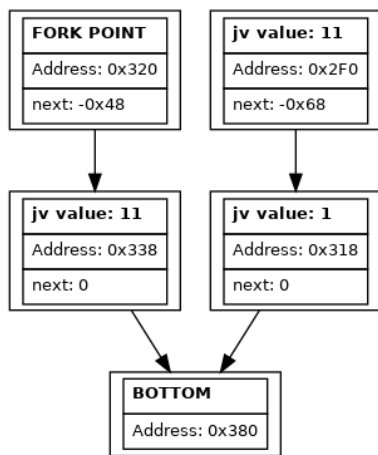 FORK POINT
Address: 0x320
next: -0x48
jv value: 11
Address: 0x2F0
next: -0x68
jv value: 11
Address: 0x338
next: 0
jv value: 1
Address: 0x318
next: 0
BOTTOM
Address: 0x380